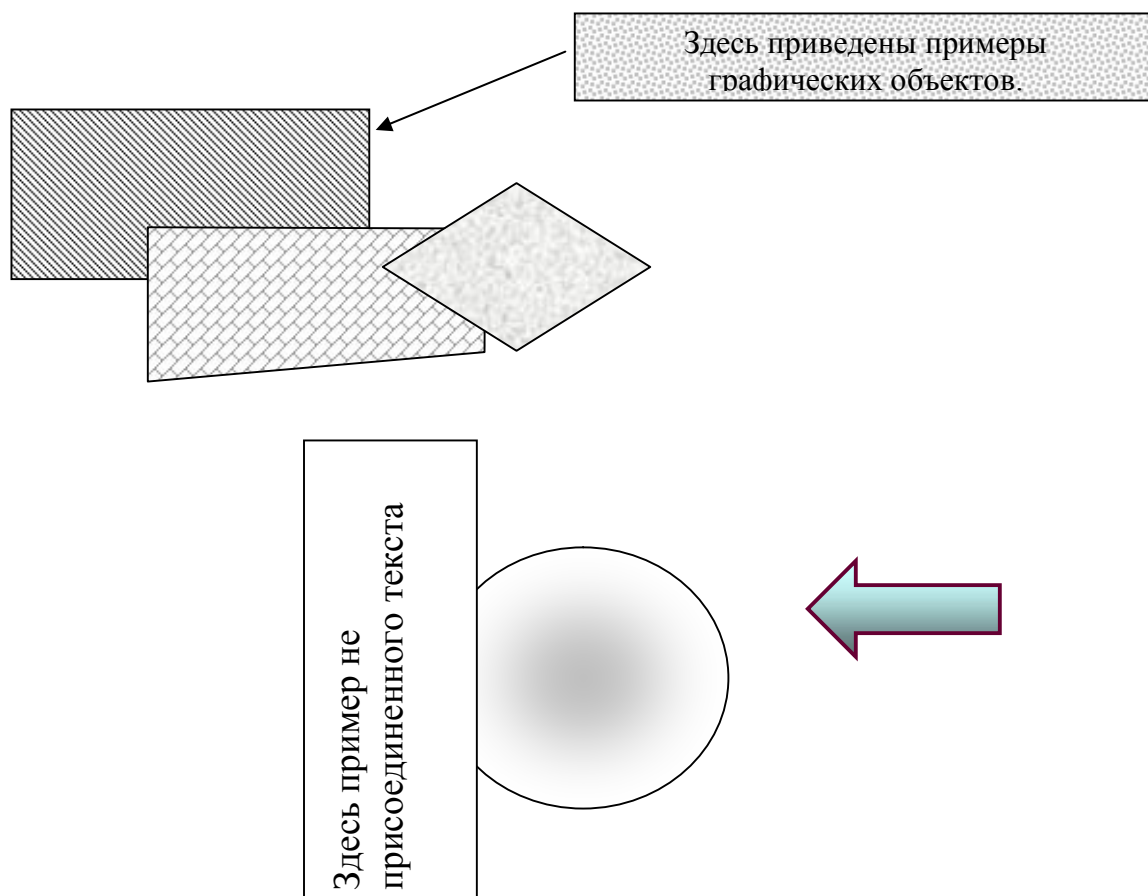 Здесь приведены примеры
графических объектов.
Здесь пример не
присоединенного текста